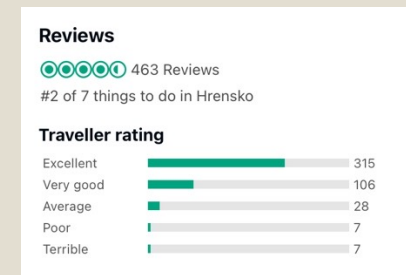 Reviews
463 Reviews
#2 of 7 things to do in Hrensko
Traveller rating
Excellent 315
Very good 106
Average 28
Poor 7
Terrible 7